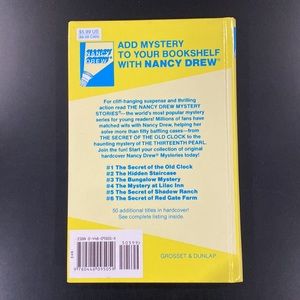 $5.99 US
NANCY
DREW
ADD MYSTERY
TO YOUR BOOKSHELF
WITH NANCY DREW®
For cliff-hanging suspense and thrilling
action read THE NANCY DREW MYSTERY
STORIES®— the world's most popular mystery
series for young readers! Millions of fans have
matched wits with Nancy Drew, helping her
solve more than fifty baffling cases—from
THE SECRET OF THE OLD CLOCK to the
haunting mystery of THE THIRTEENTH PEARL.
Join the fun! Start your collection of original
hardcover Nancy Drew® Mysteries today!
#1 The Secret of the Old Clock
#2 The Hidden Staircase
#3 The Bungalow Mystery
#4 The Mystery at Lilac Inn
#5 The Secret of Shadow Ranch
#6 The Secret of Red Gate Farm
50 additional titles in hardcover!
See complete listing inside.
GROSSET & DUNLAP